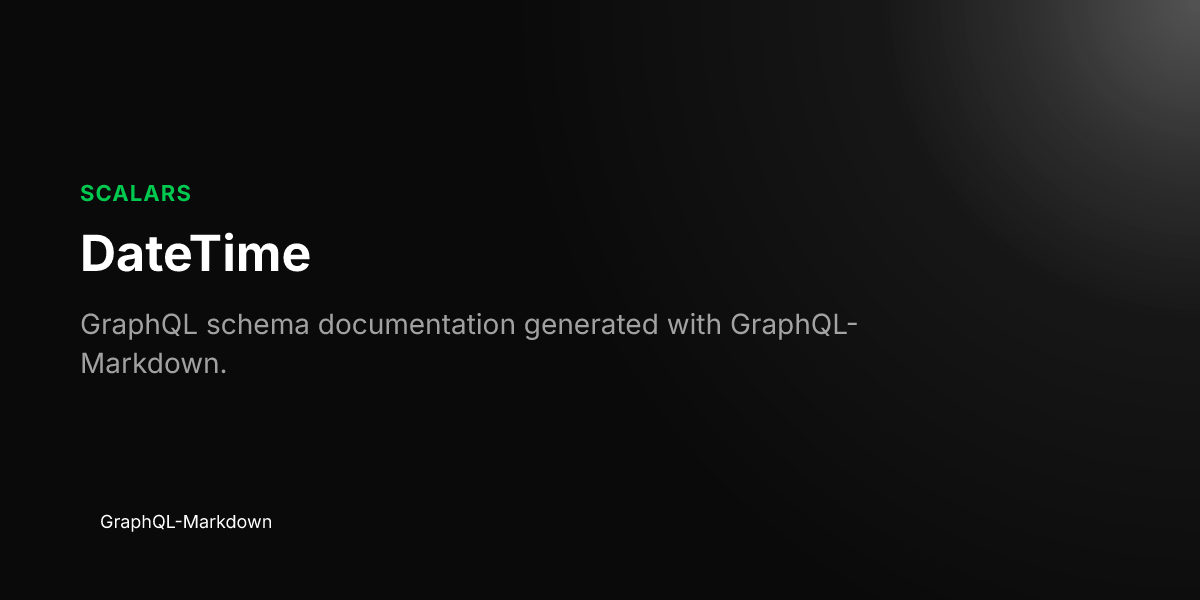 SCALARS
DateTime
GraphQL schema documentation generated with GraphQL-
Markdown.
GraphQL-Markdown